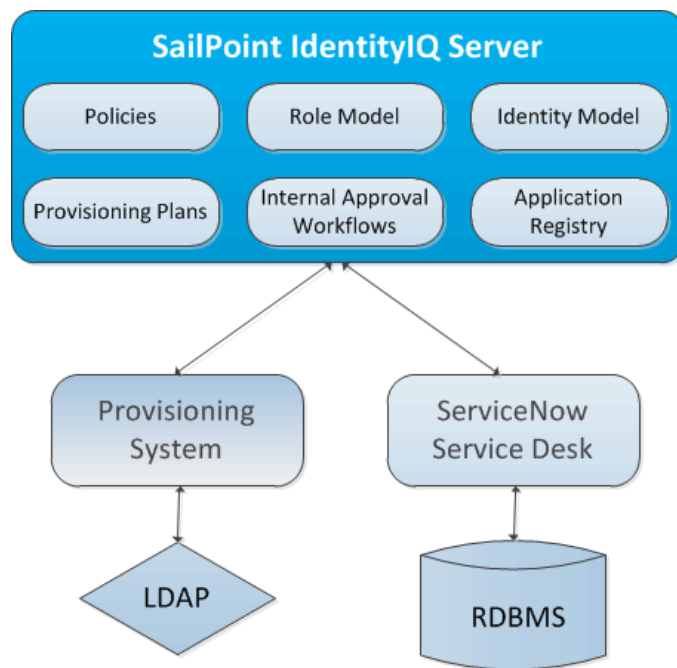 SailPoint IdentityIQ Server
Policies
Role Model
Identity Model
Provisioning Plans
Internal Approval
Workflows
Application
Registry
Provisioning
System
ServiceNow
Service Desk
LDAP
RDBMS